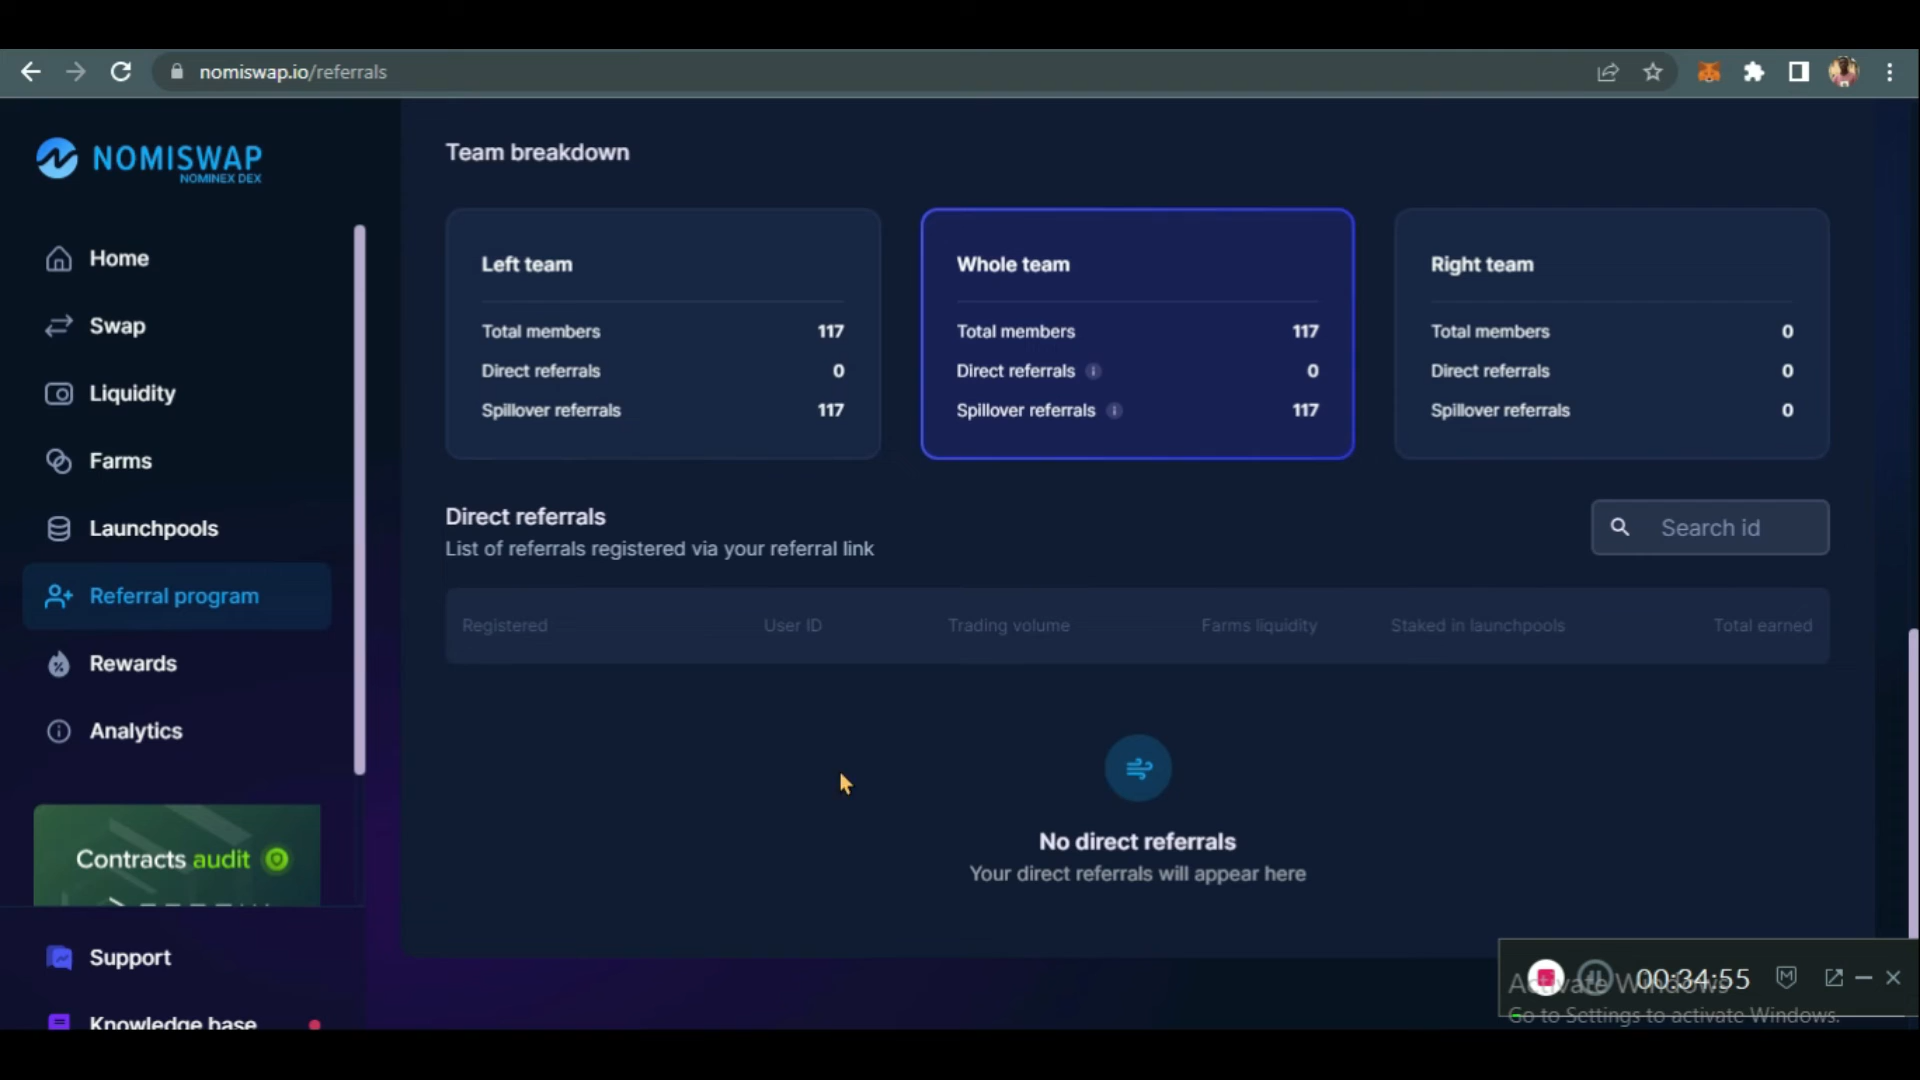 nomiswap.io/referrals
NOMISWAP
NOMINEX DEX
Home
Swap
Liquidity
Farms
Launchpools
Referral program
Rewards
Analytics
Contracts audit
Support
Knowledge base
Team breakdown
Left team
Total members 117
Direct referrals 0
Spillover referrals 117
Whole team
Total members 117
Direct referrals 0
Spillover referrals 117
Right team
Total members 0
Direct referrals 0
Spillover referrals 0
Direct referrals
List of referrals registered via your referral link
Search id
Registered User ID Trading volume Farms liquidity Staked in launchpools Total earned
No direct referrals
Your direct referrals will appear here
00:34:55
Activate Windows
Go to Settings to activate Windows.